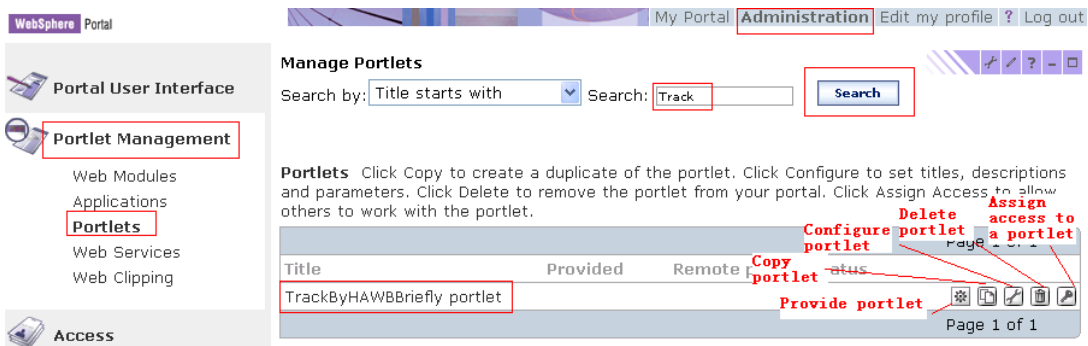 WebSphere Portal
My Portal Administration Edit my profile ? Log out
Portal User Interface
Portlet Management
Web Modules
Applications
Portlets
Web Services
Web Clipping
Access
Manage Portlets
Search by: Title starts with Search: Track Search
Portlets Click Copy to create a duplicate of the portlet. Click Configure to set titles, descriptions
and parameters. Click Delete to remove the portlet from your portal. Click Assign Access to allow
others to work with the portlet.
Assign
access to
a portlet
Delete
portlet
Configure
portlet
Copy
portlet
Provide portlet
Page 1 of 1
Title Provided Remote
TrackByHAWBBriefly portlet
Page 1 of 1